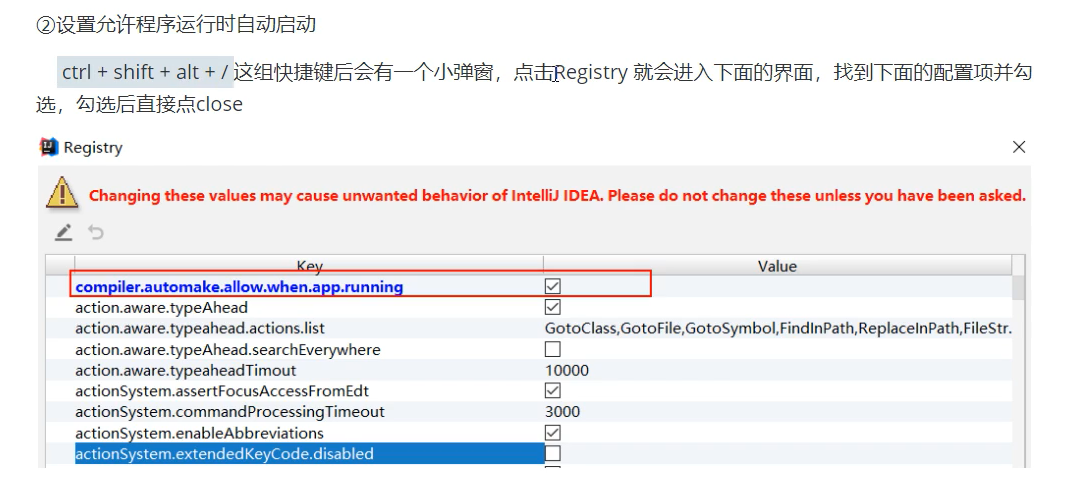 ②设置允许程序运行时自动启动
ctrl + shift + alt + / 这组快捷键后会有一个小弹窗，点击Registry 就会进入下面的界面，找到下面的配置项并勾
选，勾选后直接点close
Registry
Changing these values may cause unwanted behavior of IntelliJ IDEA. Please do not change these unless you have been asked.
Key Value
compiler.automake.allow.when.app.running
action.aware.typeAhead
action.aware.typeahead.actions.list GotoClass,GotoFile,GotoSymbol,FindInPath,ReplaceInPath,FileStr.
action.aware.typeAhead.searchEverywhere
action.aware.typeaheadTimout 10000
actionSystem.assertFocusAccessFromEdt
actionSystem.commandProcessingTimeout 3000
actionSystem.enableAbbreviations
actionSystem.extendedKeyCode.disabled